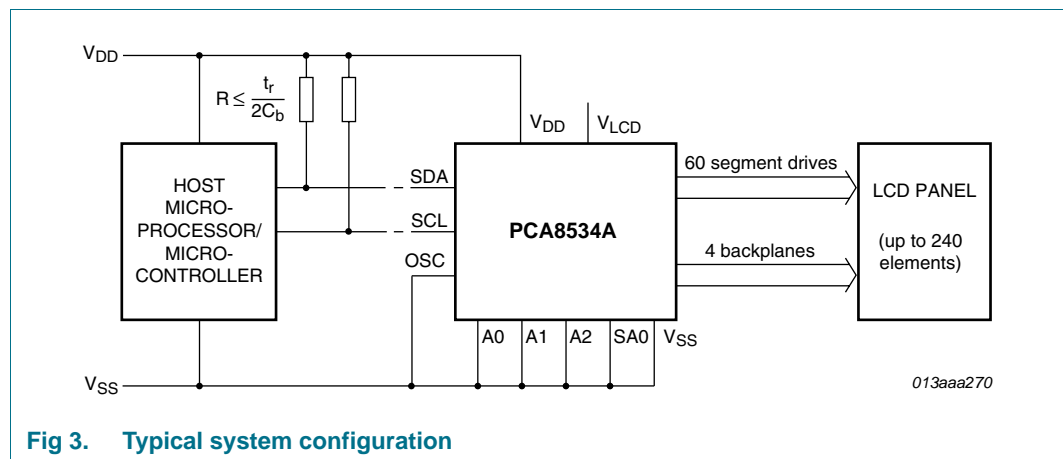 VDD
R ≤ tr
2Cb
VDD
VLCD
HOST
MICRO-
PROCESSOR/
MICRO-
CONTROLLER
SDA
SCL
OSC
PCA8534A
60 segment drives
4 backplanes
LCD PANEL
(up to 240
elements)
A0
A1
A2
SA0
VSS
VSS
013aaa270
Fig 3. Typical system configuration